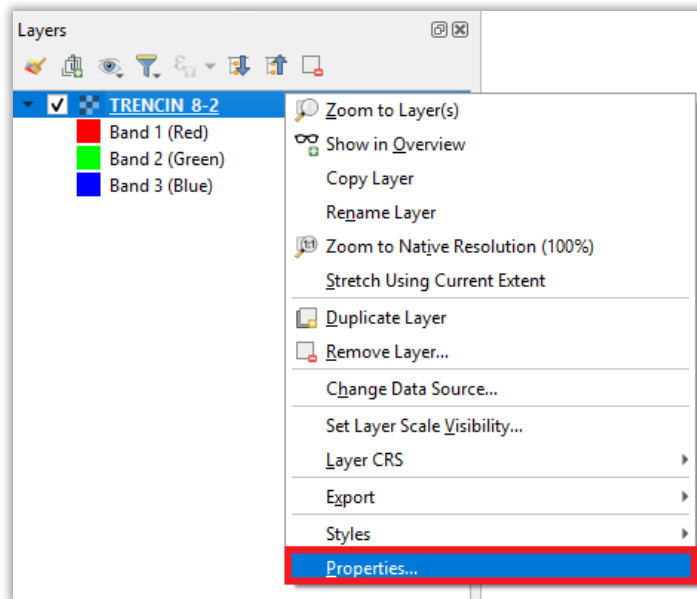 Layers
TRENCIN 8-2
Band 1 (Red)
Band 2 (Green)
Band 3 (Blue)
Zoom to Layer(s)
Show in Overview
Copy Layer
Rename Layer
Zoom to Native Resolution (100%)
Stretch Using Current Extent
Duplicate Layer
Remove Layer...
Change Data Source...
Set Layer Scale Visibility...
Layer CRS
Export
Styles
Properties...